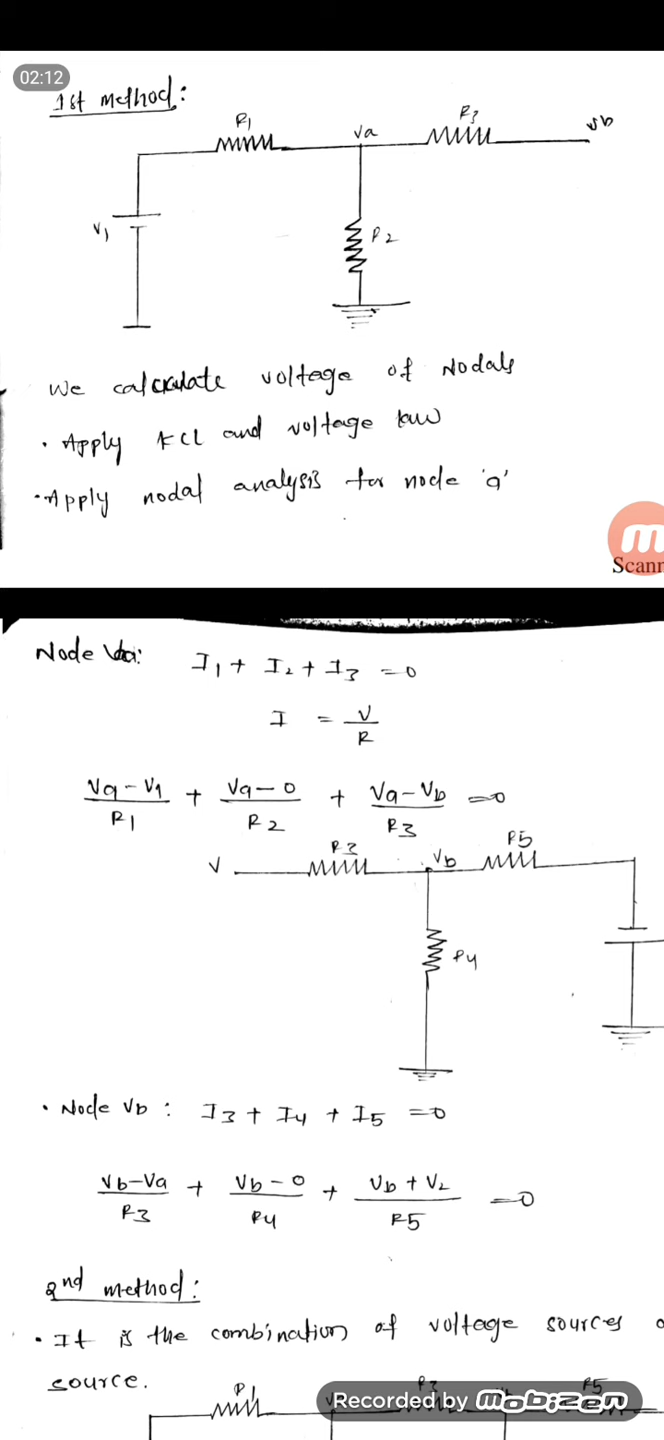 02:12
1st method:
R1 Va R3 Vb
V1
R2
We calculate voltage of Nodals
• Apply KCL and voltage law
• Apply nodal analysis for node 'a'
m
Scann
Node Va: I1 + I2 + I3 = 0
I = V/R
Va - V1 / R1 + Va - 0 / R2 + Va - Vb / R3 = 0
V R3 Vb R5
R4
• Node Vb : I3 + I4 + I5 = 0
Vb - Va / R3 + Vb - 0 / R4 + Vb + V2 / R5 = 0
2nd method:
• It is the combination of voltage sources
source.
R1 R3 R5
Recorded by mobizen